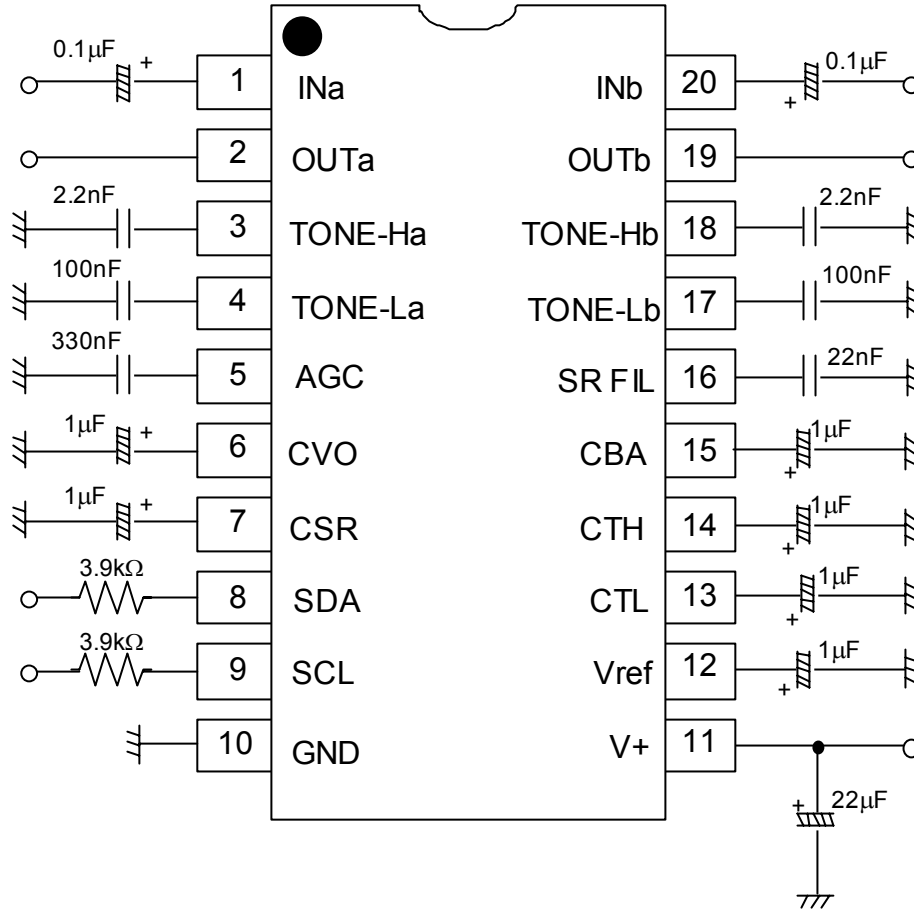 0.1μF + 1 INa INb 20 + 0.1μF
2 OUTa OUTb 19
2.2nF 3 TONE-Ha TONE-Hb 18 2.2nF
100nF 4 TONE-La TONE-Lb 17 100nF
330nF 5 AGC SR FIL 16 22nF
1μF + 6 CVO CBA 15 + 1μF
1μF + 7 CSR CTH 14 + 1μF
3.9kΩ 8 SDA CTL 13 + 1μF
3.9kΩ 9 SCL Vref 12 + 1μF
10 GND V+ 11
+ 22μF